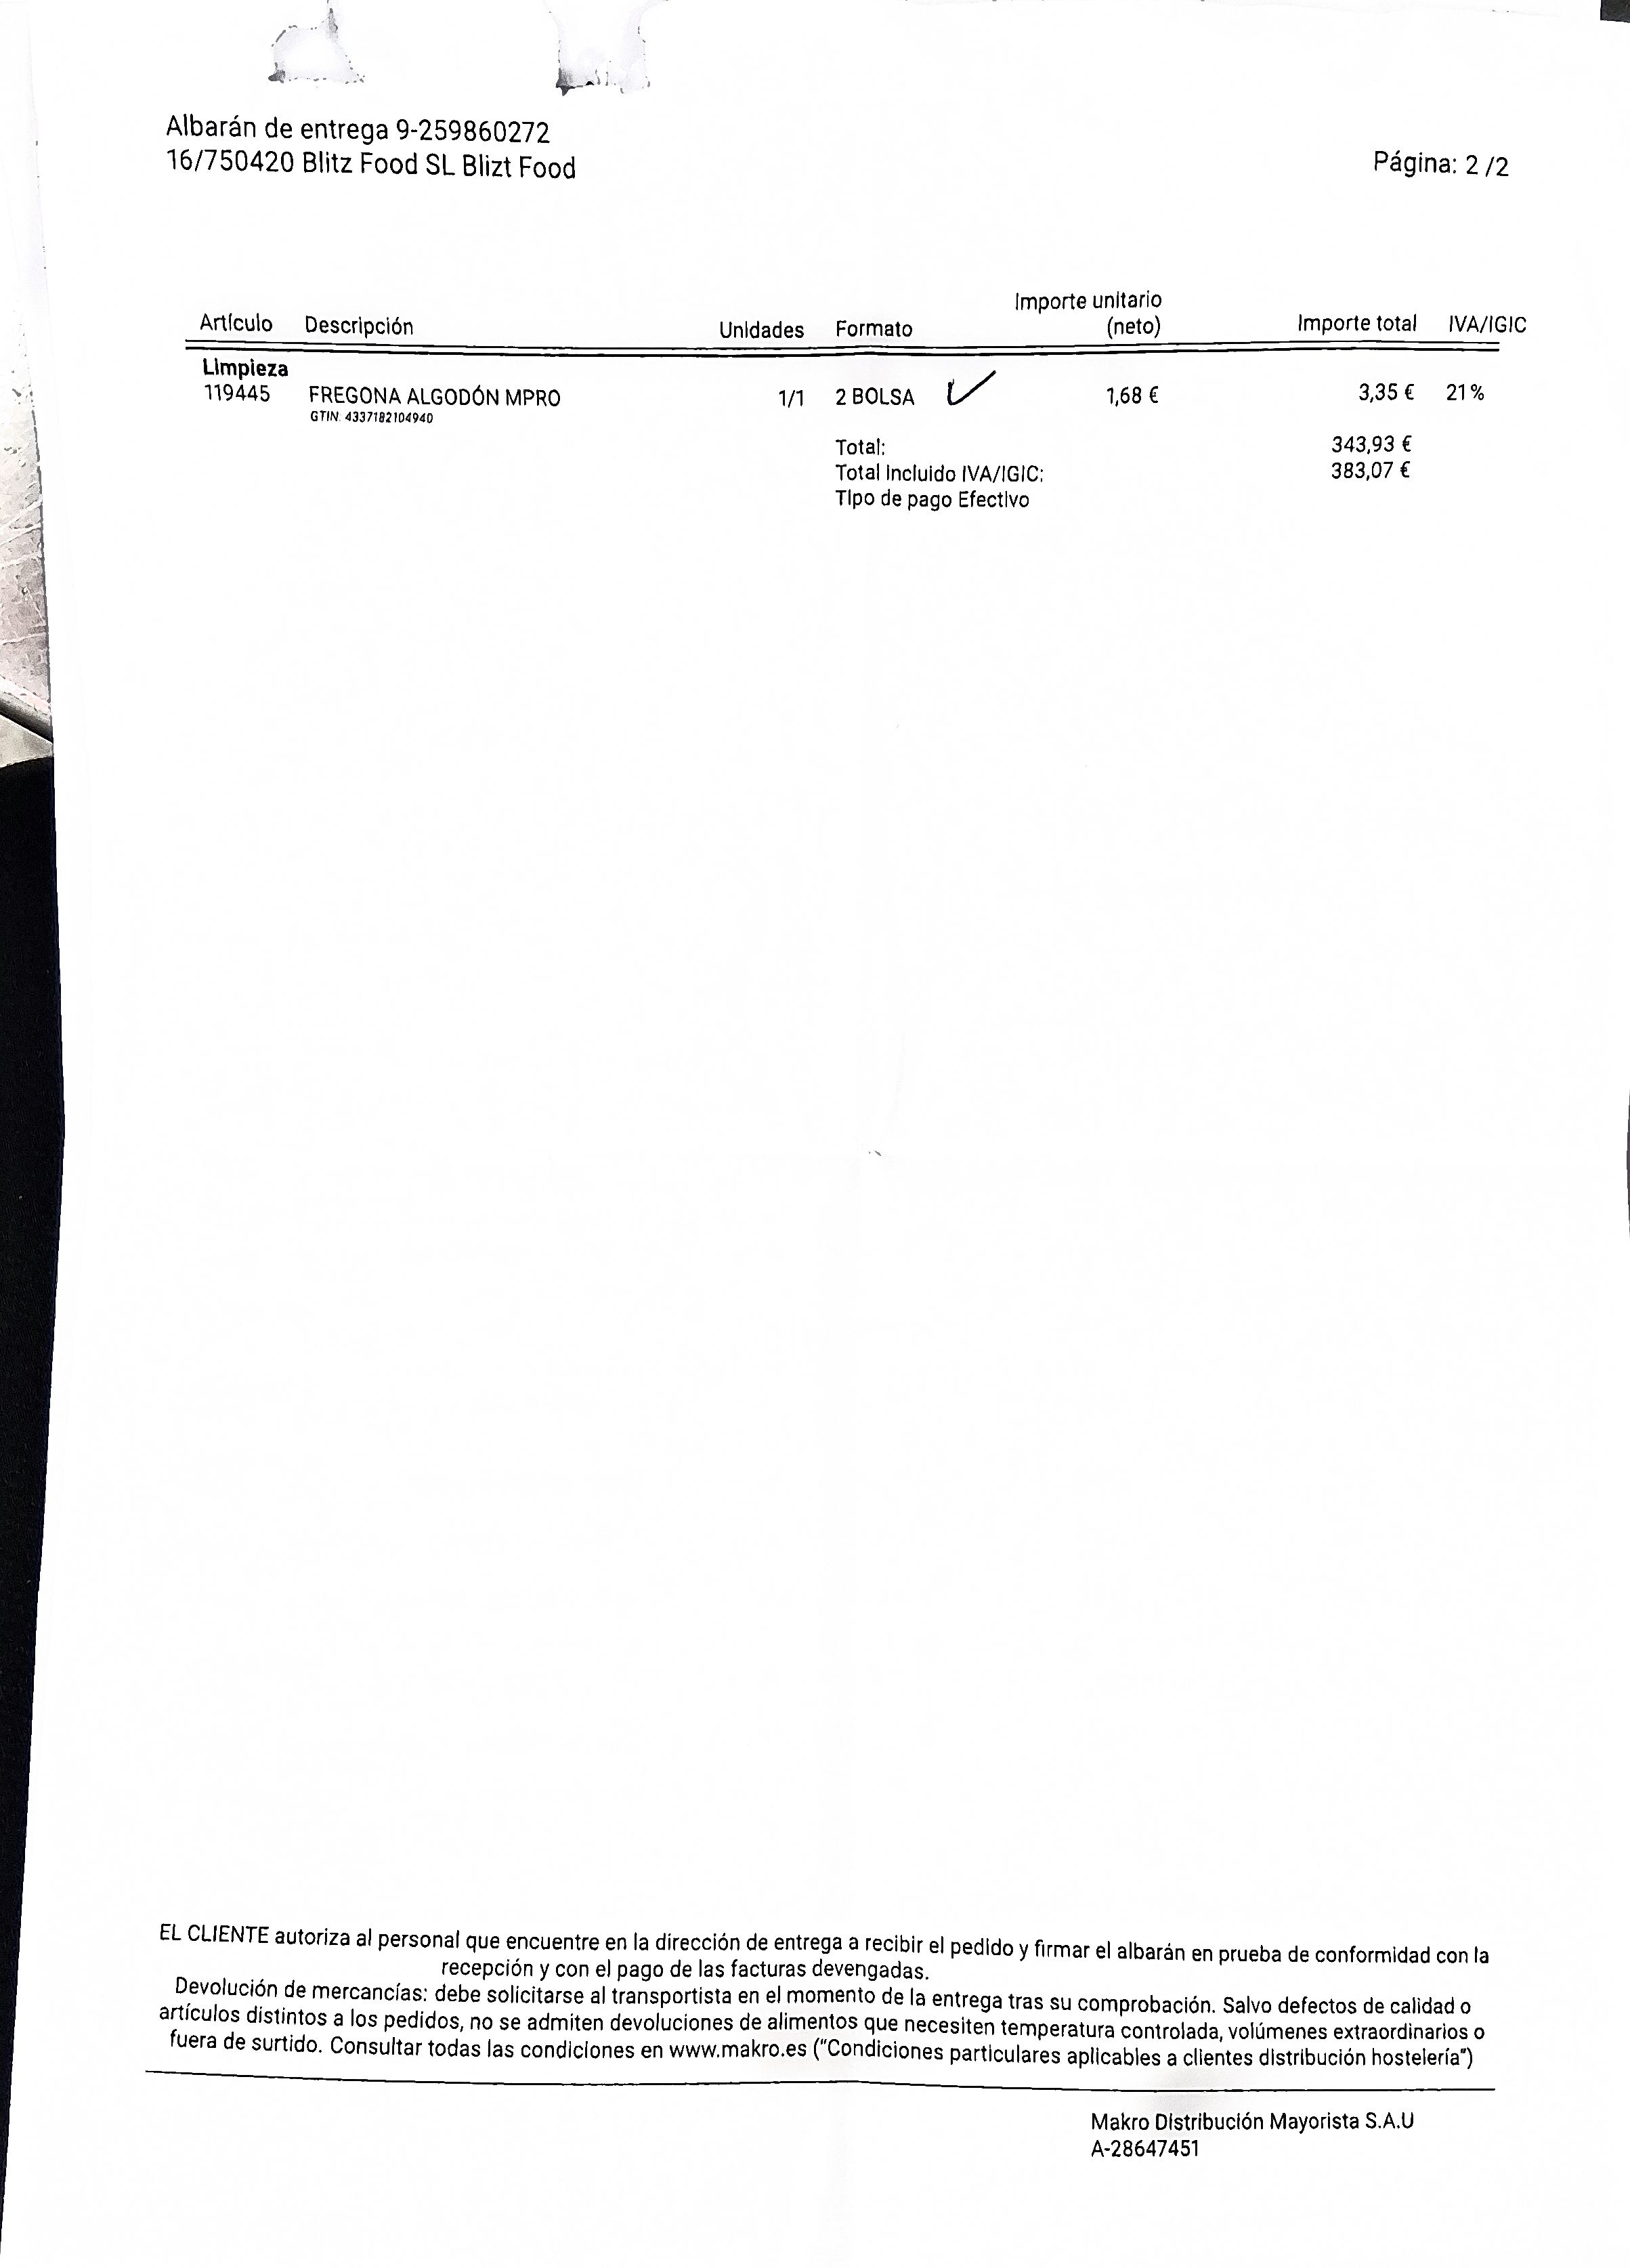 Albarán de entrega 9-259860272
16/750420 Blitz Food SL Blizt Food
Página: 2 /2
Artículo Descripción Unidades Formato Importe unitario (neto) Importe total IVA/IGIC
Limpieza
119445 FREGONA ALGODÓN MPRO 1/1 2 BOLSA 1,68 € 3,35 € 21 %
GTIN: 4337182104940
Total: 343,93 €
Total Incluido IVA/IGIC: 383,07 €
Tipo de pago Efectivo
EL CLIENTE autoriza al personal que encuentre en la dirección de entrega a recibir el pedido y firmar el albarán en prueba de conformidad con la
recepción y con el pago de las facturas devengadas.
Devolución de mercancías: debe solicitarse al transportista en el momento de la entrega tras su comprobación. Salvo defectos de calidad o
artículos distintos a los pedidos, no se admiten devoluciones de alimentos que necesiten temperatura controlada, volúmenes extraordinarios o
fuera de surtido. Consultar todas las condiciones en www.makro.es ("Condiciones particulares aplicables a clientes distribución hostelería")
Makro Distribución Mayorista S.A.U
A-28647451